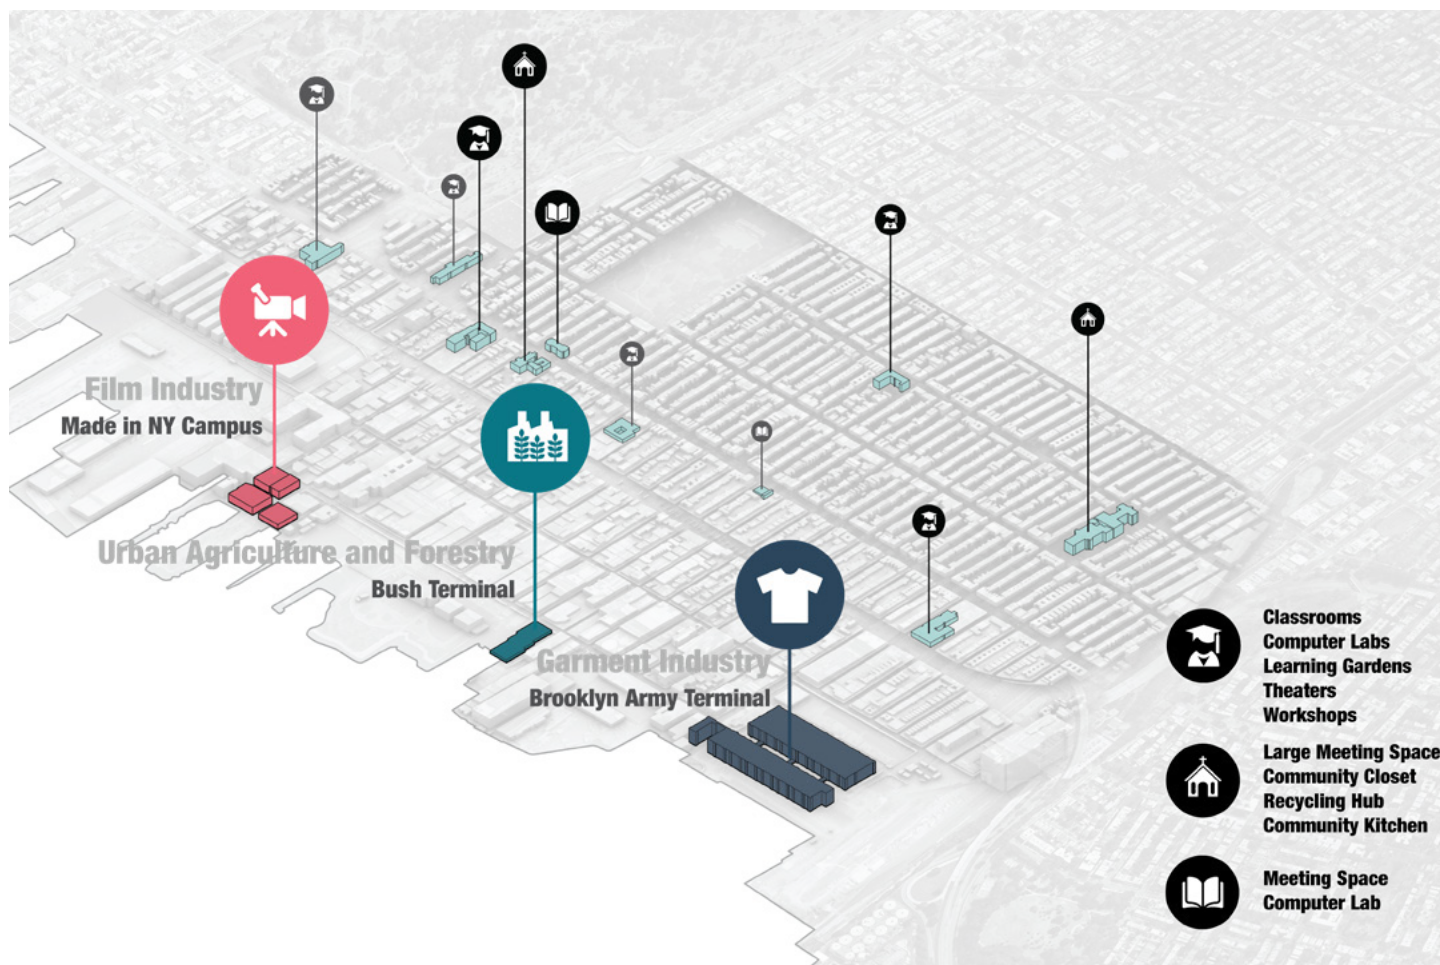 Film Industry
Made in NY Campus
Urban Agriculture and Forestry
Bush Terminal
Garment Industry
Brooklyn Army Terminal
Classrooms
Computer Labs
Learning Gardens
Theaters
Workshops
Large Meeting Space
Community Closet
Recycling Hub
Community Kitchen
Meeting Space
Computer Lab